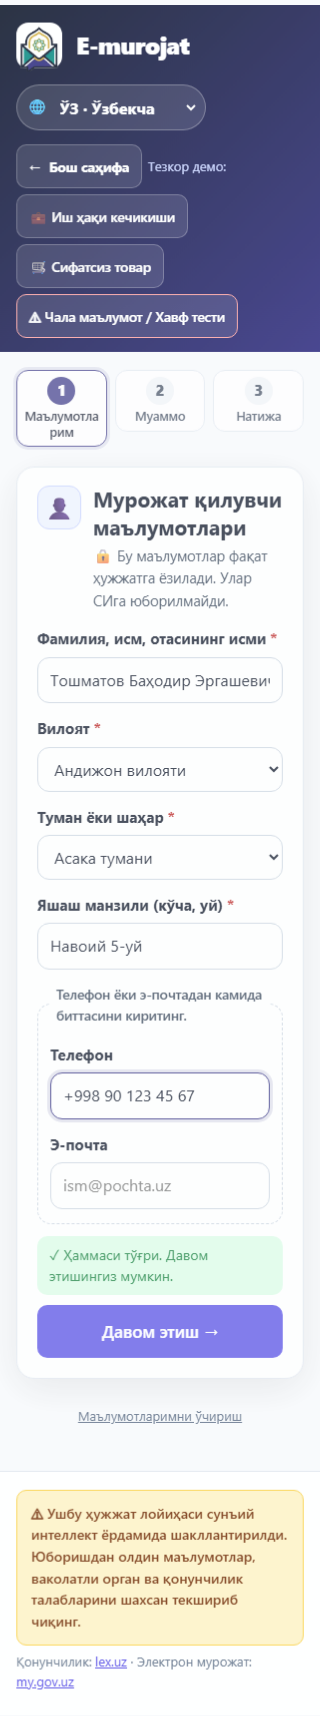 E-murojat
ЎЗ · Ўзбекча
← Бош саҳифа
Тезкор демо:
Иш ҳақи кечикиши
Сифатсиз товар
⚠ Чала маълумот / Хавф тести
1
Маълумотла
рим
2
Муаммо
3
Натижа
Мурожат қилувчи
маълумотлари
🔒 Бу маълумотлар фақат
ҳужжатга ёзилади. Улар
СИга юборилмайди.
Фамилия, исм, отасининг исми *
Тошматов Баҳодир Эргашевич
Вилоят *
Андижон вилояти
Туман ёки шаҳар *
Асака тумани
Яшаш манзили (кўча, уй) *
Навоий 5-уй
Телефон ёки э-почтадан камида
биттасини киритинг.
Телефон
+998 90 123 45 67
Э-почта
ism@pochta.uz
✓ Ҳаммаси тўғри. Давом
этишингиз мумкин.
Давом этиш →
Маълумотларимни ўчириш
⚠ Ушбу ҳужжат лойиҳаси сунъий
интеллект ёрдамида шакллантирилди.
Юборишдан олдин маълумотлар,
ваколатли орган ва қонунчилик
талабларини шахсан текшириб
чиқинг.
Қонунчилик: lex.uz · Электрон мурожат:
my.gov.uz